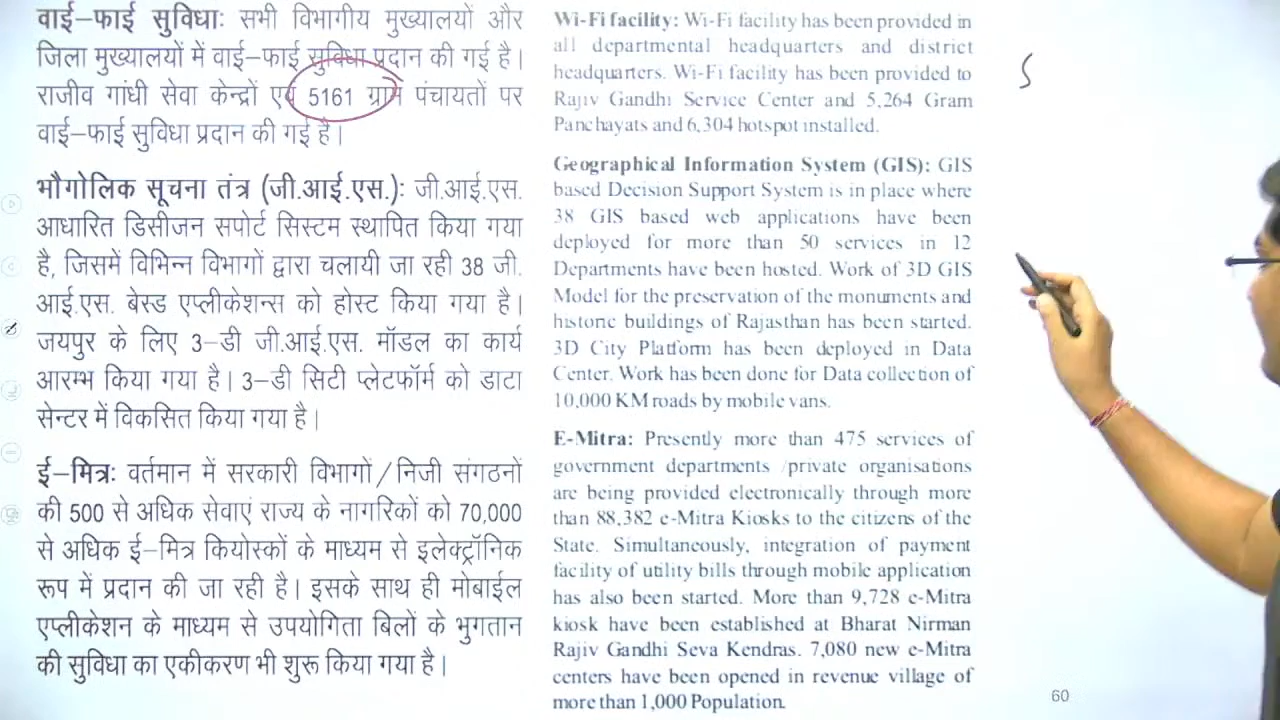 वाई–फाई सुविधाः सभी विभागीय मुख्यालयों और
जिला मुख्यालयों में वाई–फाई सुविधा प्रदान की गई है।
राजीव गांधी सेवा केन्द्रों एवं 5161 ग्राम पंचायतों पर
वाई–फाई सुविधा प्रदान की गई है।
भौगोलिक सूचना तंत्र (जी.आई.एस.): जी.आई.एस.
आधारित डिसीजन सपोर्ट सिस्टम स्थापित किया गया
है, जिसमें विभिन्न विभागों द्वारा चलायी जा रही 38 जी.
आई.एस. बेस्ड एप्लीकेशन्स को होस्ट किया गया है।
जयपुर के लिए 3–डी जी.आई.एस. मॉडल का कार्य
आरम्भ किया गया है। 3–डी सिटी प्लेटफॉर्म को डाटा
सेन्टर में विकसित किया गया है।
ई–मित्रः वर्तमान में सरकारी विभागों/निजी संगठनों
की 500 से अधिक सेवाएं राज्य के नागरिकों को 70,000
से अधिक ई–मित्र कियोस्कों के माध्यम से इलेक्ट्रॉनिक
रूप में प्रदान की जा रही है। इसके साथ ही मोबाईल
एप्लीकेशन के माध्यम से उपयोगिता बिलों के भुगतान
की सुविधा का एकीकरण भी शुरू किया गया है।
Wi-Fi facility: Wi-Fi facility has been provided in
all departmental headquarters and district
headquarters. Wi-Fi facility has been provided to
Rajiv Gandhi Service Center and 5,264 Gram
Panchayats and 6,304 hotspot installed.
Geographical Information System (GIS): GIS
based Decision Support System is in place where
38 GIS based web applications have been
deployed for more than 50 services in 12
Departments have been hosted. Work of 3D GIS
Model for the preservation of the monuments and
historic buildings of Rajasthan has been started.
3D City Platform has been deployed in Data
Center. Work has been done for Data collection of
10,000 KM roads by mobile vans.
E-Mitra: Presently more than 475 services of
government departments /private organisations
are being provided electronically through more
than 88,382 e-Mitra Kiosks to the citizens of the
State. Simultaneously, integration of payment
facility of utility bills through mobile application
has also been started. More than 9,728 e-Mitra
kiosk have been established at Bharat Nirman
Rajiv Gandhi Seva Kendras. 7,080 new e-Mitra
centers have been opened in revenue village of
more than 1,000 Population.
60